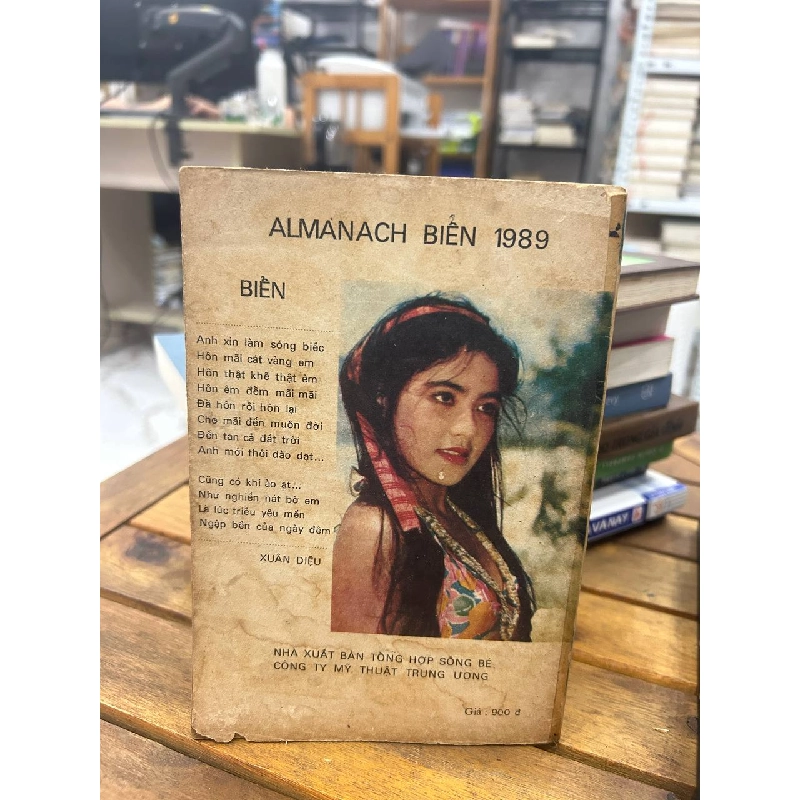 ALMANACH BIỂN 1989
BIỂN
Anh xin làm sóng biếc
Hôn mãi cát vàng em
Hôn thật khẽ thật êm
Hôn êm đềm mãi mãi
Đã hôn rồi hôn lại
Cho mãi đến muôn đời
Đến tan cả đất trời
Anh mới thôi dào dạt...
Cũng có khi ào ạt...
Như nghiến nát bờ em
Là lúc triều yêu mến
Ngập bến của ngày đêm
XUÂN DIỆU
NHÀ XUẤT BẢN TỔNG HỢP SÔNG BÉ
CÔNG TY MỸ THUẬT TRUNG ƯƠNG
Giá : 900 đ
VANAY